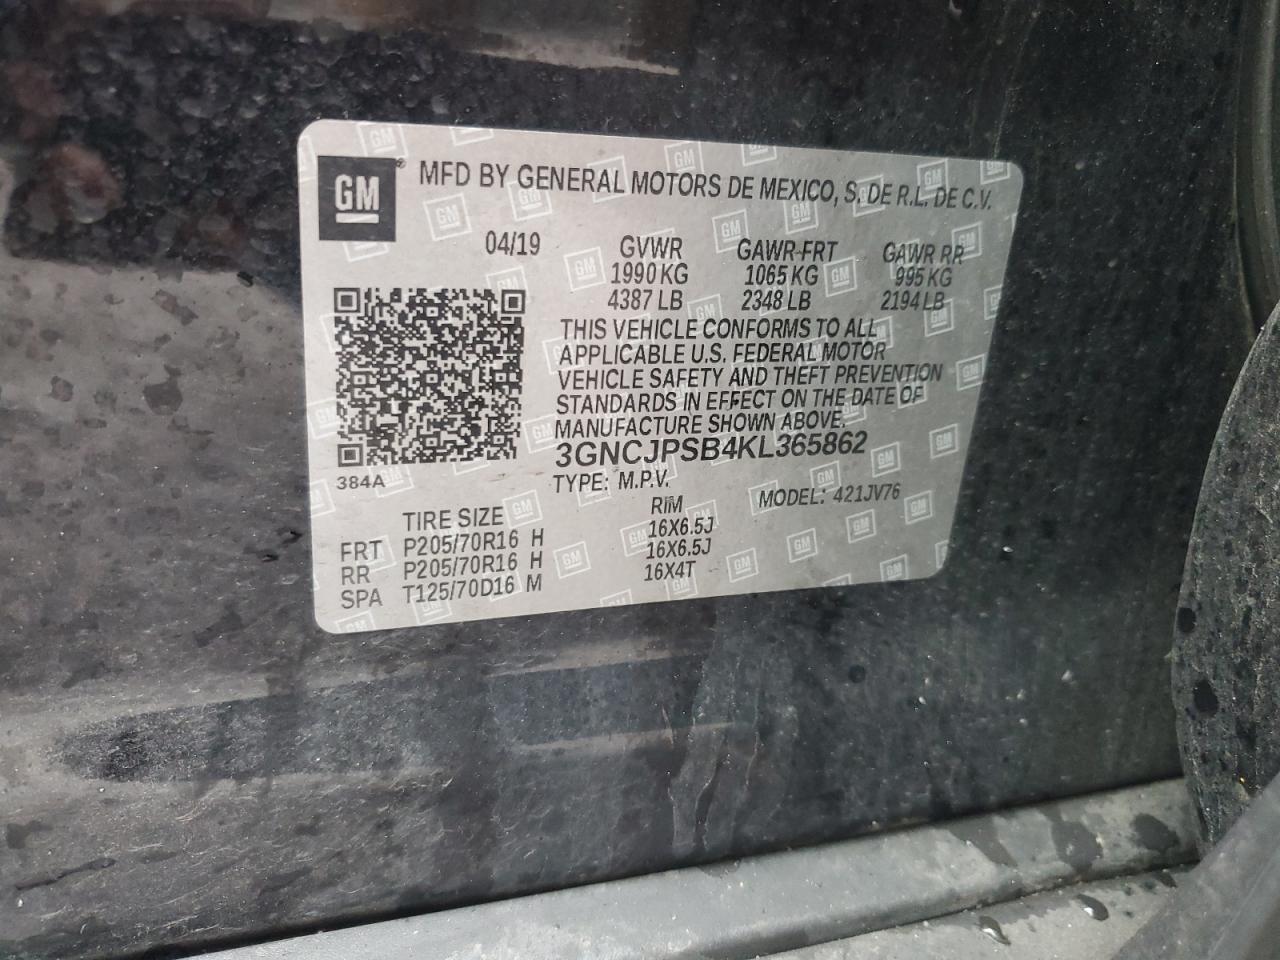 GM® MFD BY GENERAL MOTORS DE MEXICO, S. DE R.L. DE C.V.
04/19 GVWR GAWR-FRT GAWR RR
1990 KG 1065 KG 995 KG
4387 LB 2348 LB 2194 LB
THIS VEHICLE CONFORMS TO ALL
APPLICABLE U.S. FEDERAL MOTOR
VEHICLE SAFETY AND THEFT PREVENTION
STANDARDS IN EFFECT ON THE DATE OF
MANUFACTURE SHOWN ABOVE.
3GNCJPSB4KL365862
384A TYPE: M.P.V. MODEL: 421JV76
TIRE SIZE RIM
FRT P205/70R16 H 16X6.5J
RR P205/70R16 H 16X6.5J
SPA T125/70D16 M 16X4T